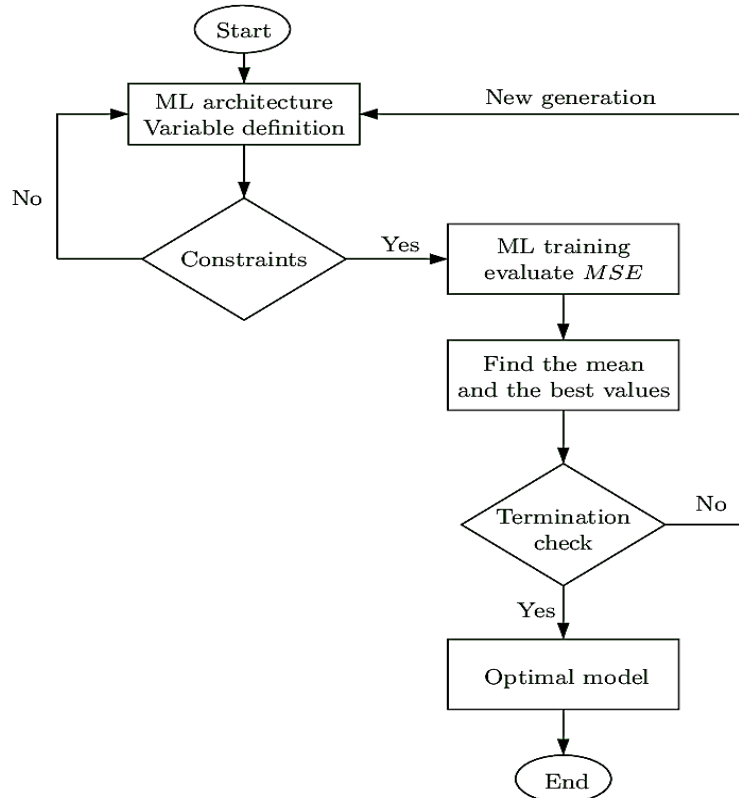 Start
ML architecture
Variable definition
New generation
No
Constraints
Yes
ML training
evaluate MSE
Find the mean
and the best values
Termination
check
No
Yes
Optimal model
End